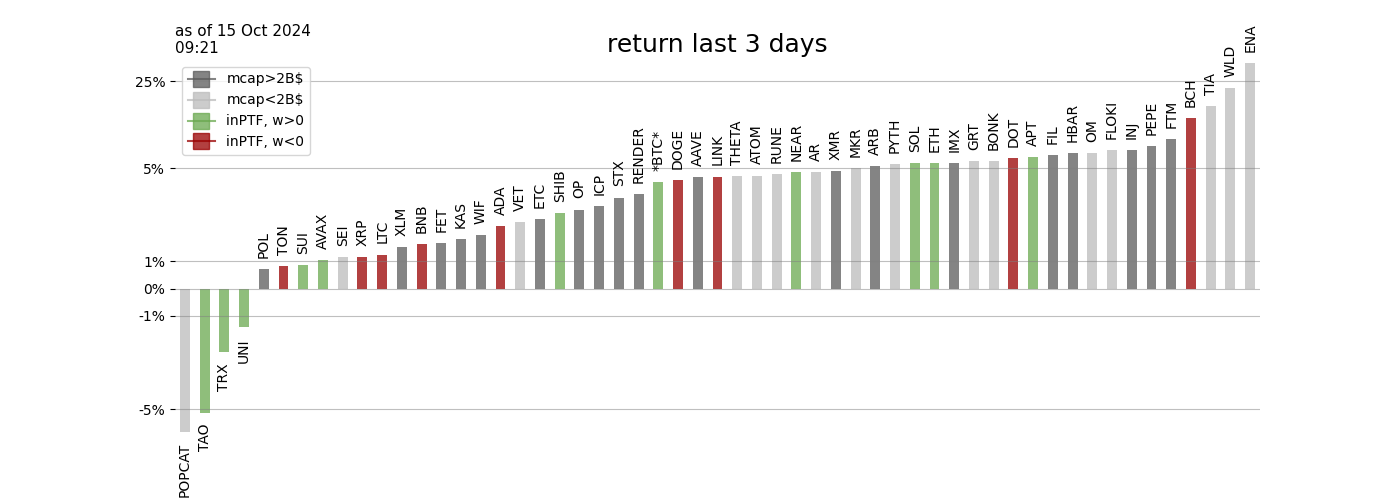 as of 15 Oct 2024
09:21
return last 3 days
mcap>2B$
mcap<2B$
inPTF, w>0
inPTF, w<0
25%
5%
1%
0%
-1%
-5%
POPCAT
TAO
TRX
UNI
POL
TON
SUI
AVAX
SEI
XRP
LTC
XLM
BNB
FET
KAS
WIF
ADA
VET
ETC
SHIB
OP
ICP
STX
RENDER
*BTC*
DOGE
AAVE
LINK
THETA
ATOM
RUNE
NEAR
AR
XMR
MKR
ARB
PYTH
SOL
ETH
IMX
GRT
BONK
DOT
APT
FIL
HBAR
OM
FLOKI
INJ
PEPE
FTM
BCH
TIA
WLD
ENA